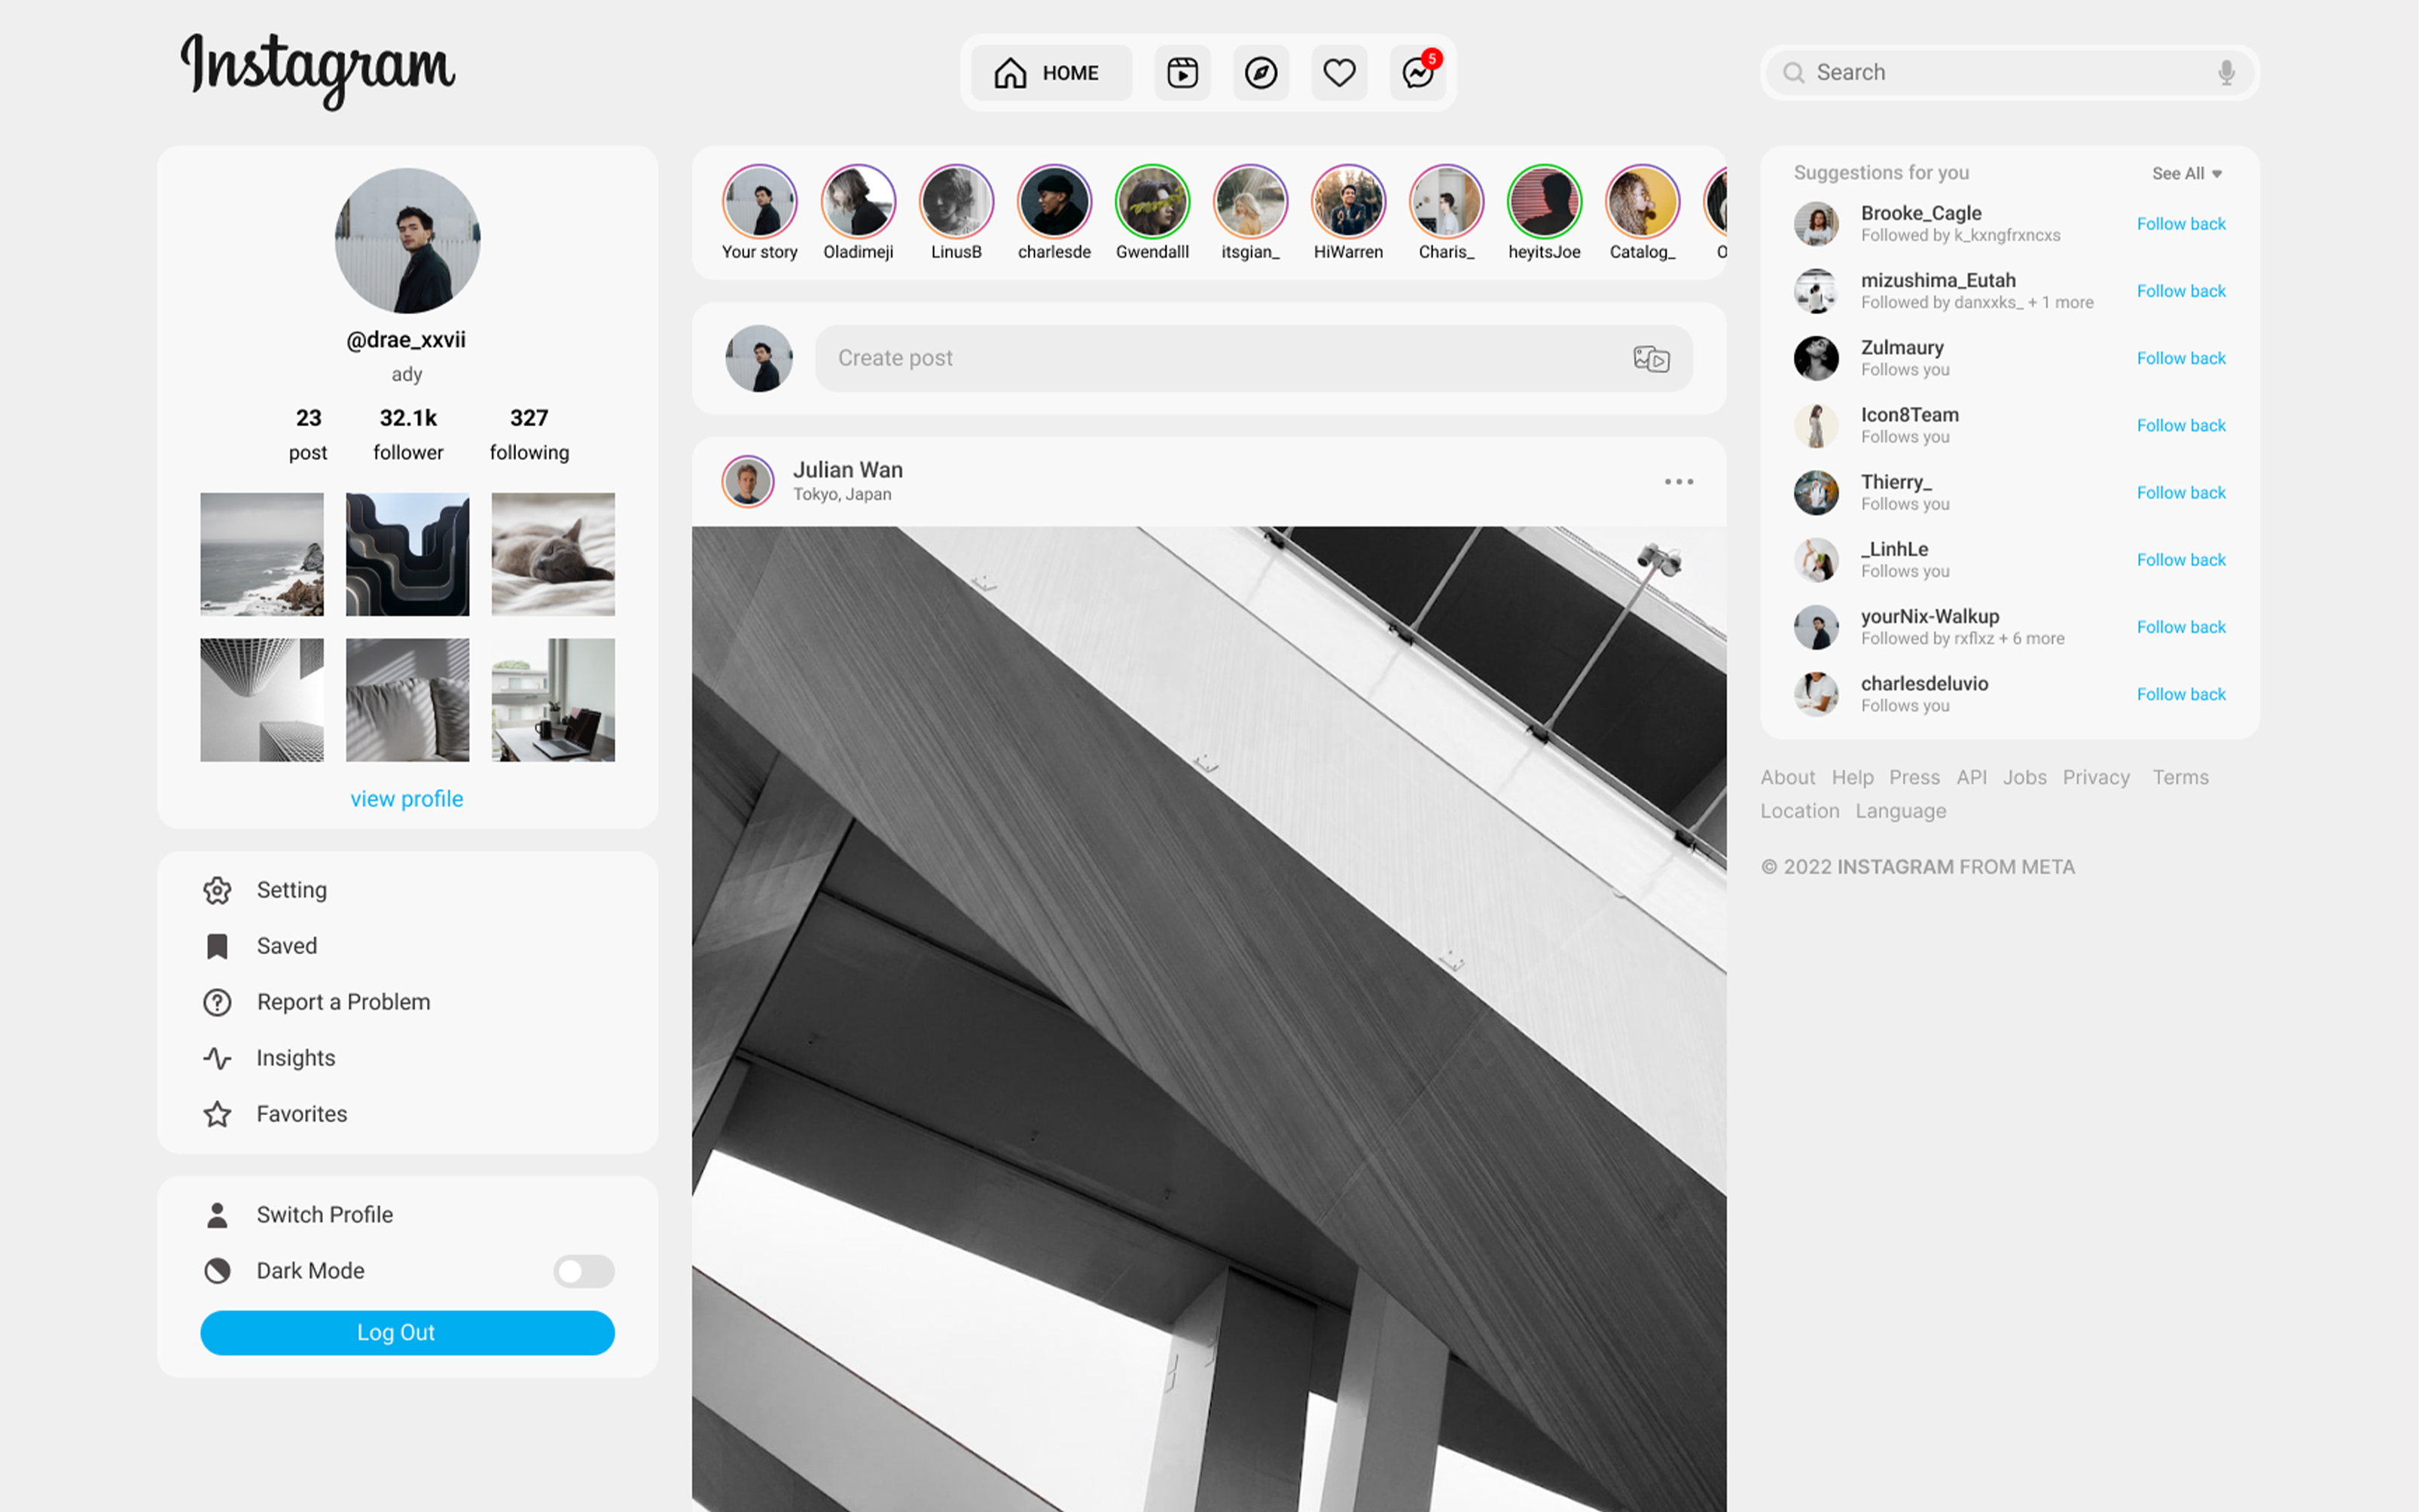 Instagram
HOME
5
Search
@drae_xxvii
ady
23 32.1k 327
post follower following
view profile
Setting
Saved
Report a Problem
Insights
Favorites
Switch Profile
Dark Mode
Log Out
Your story Oladimeji LinusB charlesde Gwendalll itsgian_ HiWarren Charis_ heyitsJoe Catalog_ O
Create post
Julian Wan
Tokyo, Japan
Suggestions for you See All
Brooke_Cagle
Followed by k_kxngfrxncxs
Follow back
mizushima_Eutah
Followed by danxxks_ + 1 more
Follow back
Zulmaury
Follows you
Follow back
Icon8Team
Follows you
Follow back
Thierry_
Follows you
Follow back
_LinhLe
Follows you
Follow back
yourNix-Walkup
Followed by rxflxz + 6 more
Follow back
charlesdeluvio
Follows you
Follow back
About Help Press API Jobs Privacy Terms
Location Language
© 2022 INSTAGRAM FROM META